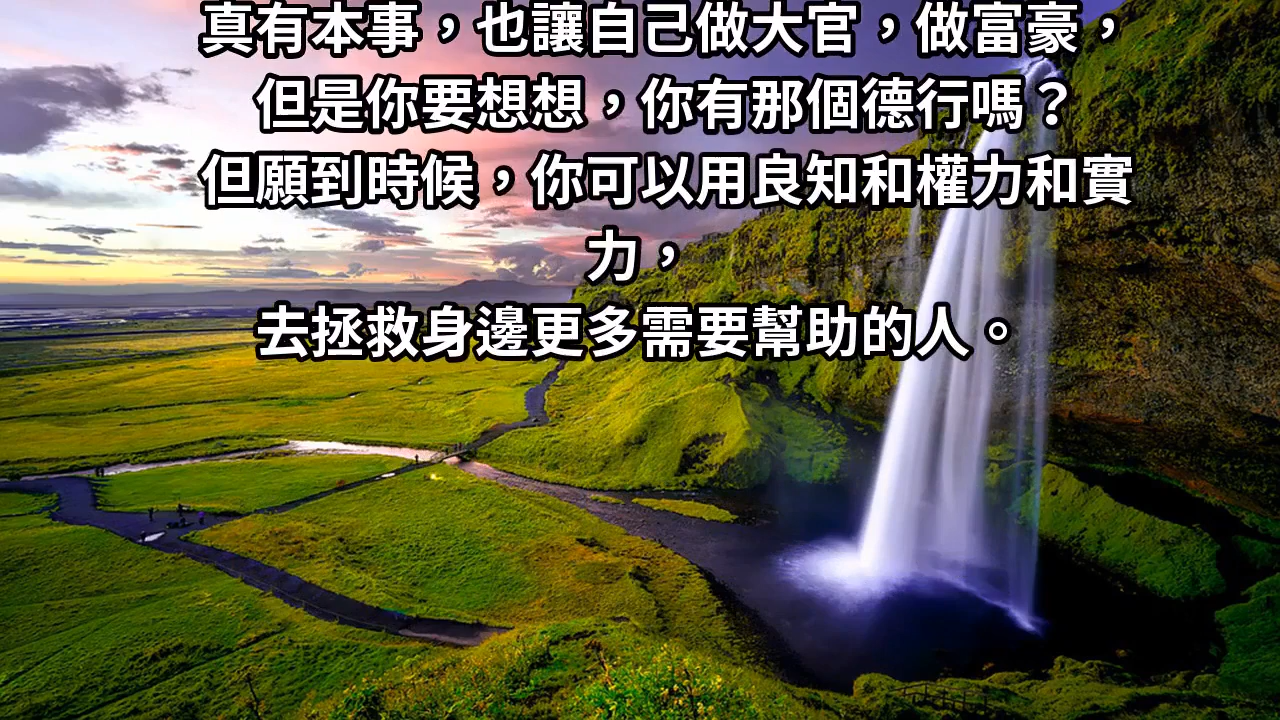 真有本事，也讓自己做大官，做富豪，
但是你要想想，你有那個德行嗎？
但願到時候，你可以用良知和權力和實
力，
去拯救身邊更多需要幫助的人。